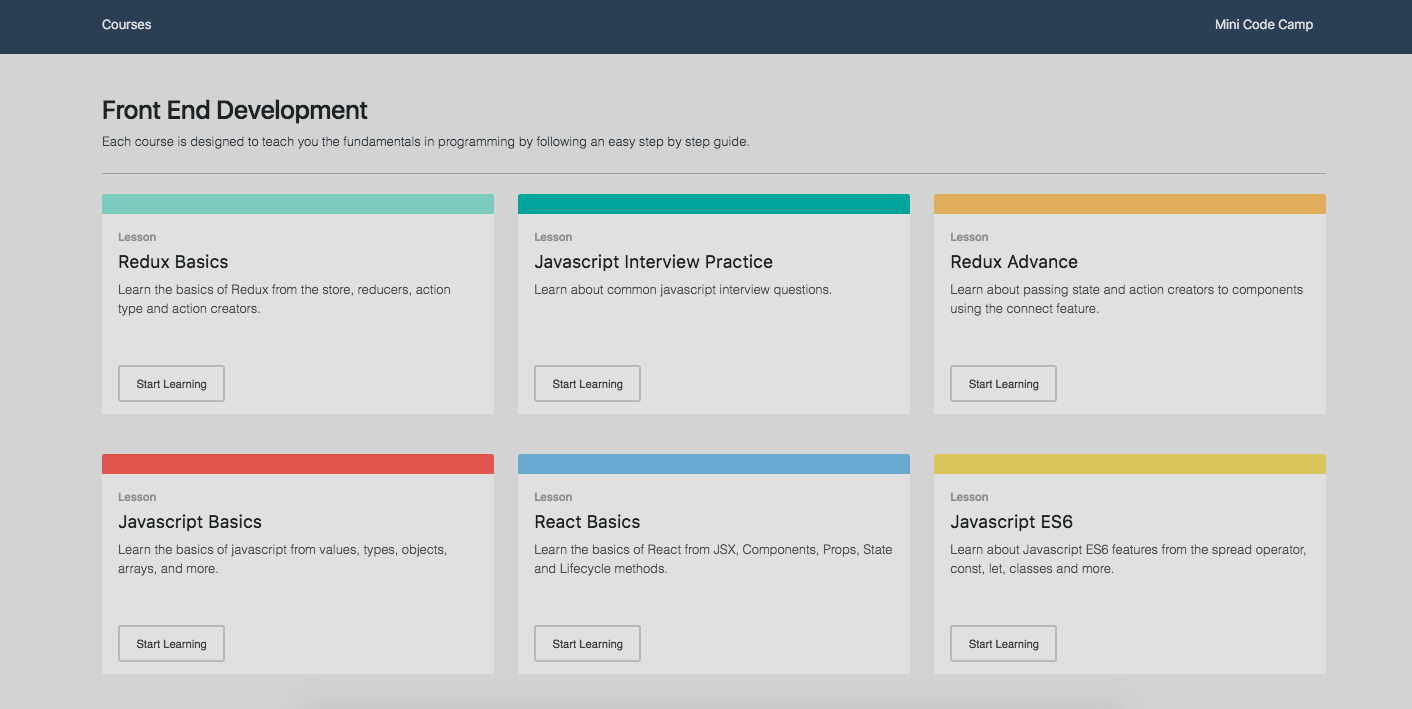 Courses
Mini Code Camp
Front End Development
Each course is designed to teach you the fundamentals in programming by following an easy step by step guide.
Lesson
Redux Basics
Learn the basics of Redux from the store, reducers, action
type and action creators.
Start Learning
Lesson
Javascript Interview Practice
Learn about common javascript interview questions.
Start Learning
Lesson
Redux Advance
Learn about passing state and action creators to components
using the connect feature.
Start Learning
Lesson
Javascript Basics
Learn the basics of javascript from values, types, objects,
arrays, and more.
Start Learning
Lesson
React Basics
Learn the basics of React from JSX, Components, Props, State
and Lifecycle methods.
Start Learning
Lesson
Javascript ES6
Learn about Javascript ES6 features from the spread operator,
const, let, classes and more.
Start Learning